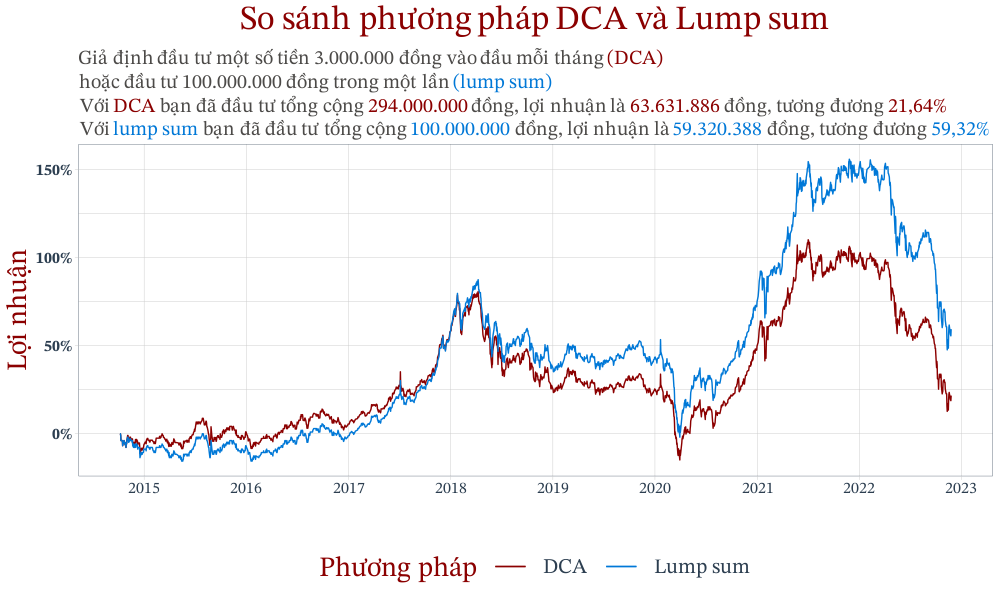 So sánh phương pháp DCA và Lump sum
Giả định đầu tư một số tiền 3.000.000 đồng vào đầu mỗi tháng (DCA)
hoặc đầu tư 100.000.000 đồng trong một lần (lump sum)
Với DCA bạn đã đầu tư tổng cộng 294.000.000 đồng, lợi nhuận là 63.631.886 đồng, tương đương 21,64%
Với lump sum bạn đã đầu tư tổng cộng 100.000.000 đồng, lợi nhuận là 59.320.388 đồng, tương đương 59,32%
Lợi nhuận
150%
100%
50%
0%
2015 2016 2017 2018 2019 2020 2021 2022 2023
Phương pháp DCA Lump sum